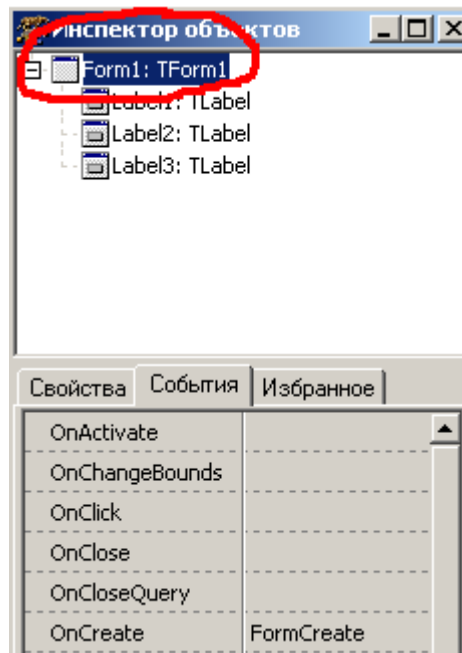 Инспектор объектов
Form1: TForm1
Label1: TLabel
Label2: TLabel
Label3: TLabel
Свойства События Избранное
OnActivate
OnChangeBounds
OnClick
OnClose
OnCloseQuery
OnCreate FormCreate